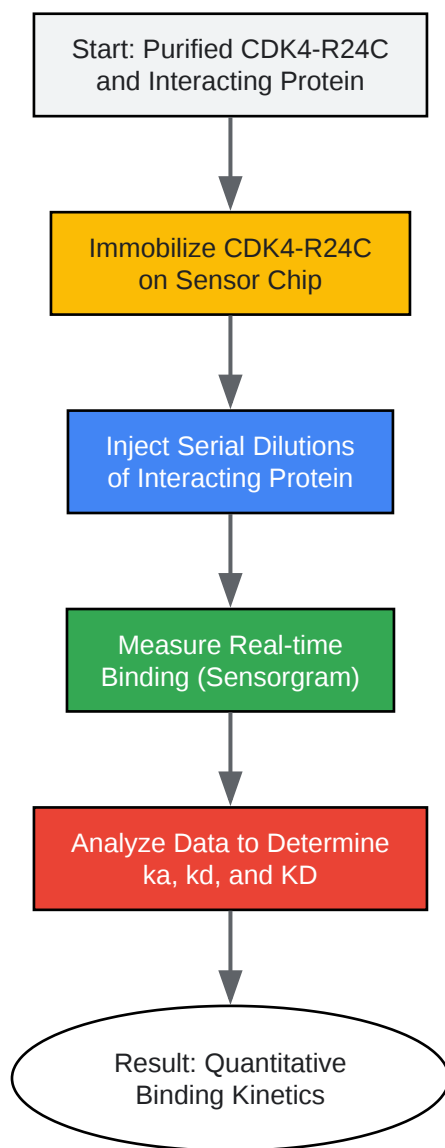 Start: Purified CDK4-R24C
and Interacting Protein
Immobilize CDK4-R24C
on Sensor Chip
Inject Serial Dilutions
of Interacting Protein
Measure Real-time
Binding (Sensorgram)
Analyze Data to Determine
ka, kd, and KD
Result: Quantitative
Binding Kinetics